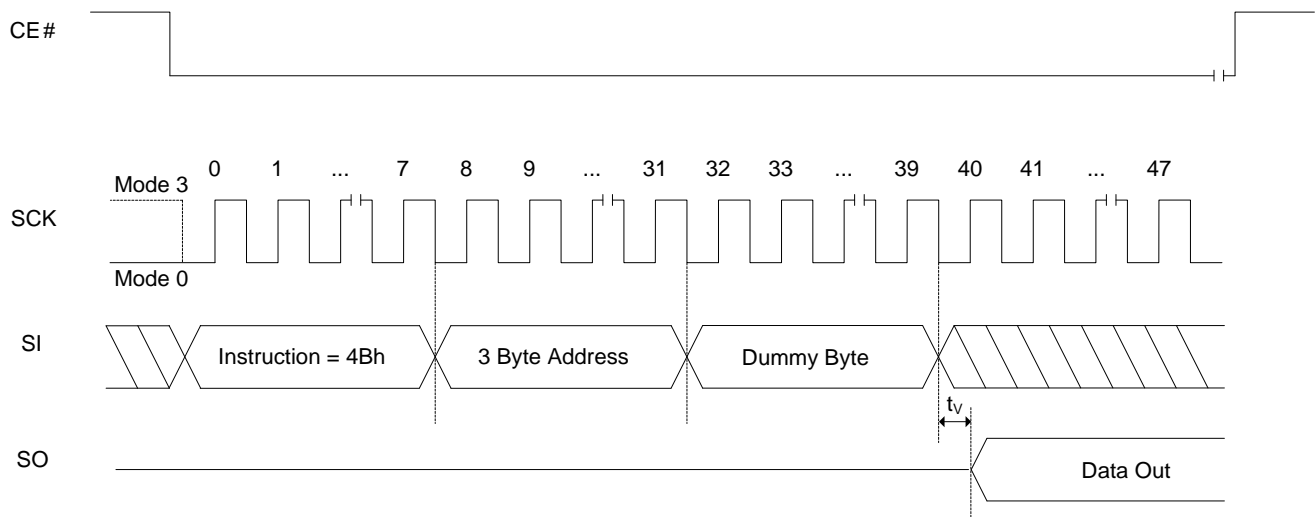 CE#
0 1 ... 7 8 9 ... 31 32 33 ... 39 40 41 ... 47
Mode 3
SCK
Mode 0
SI
Instruction = 4Bh
3 Byte Address
Dummy Byte
tV
SO
Data Out